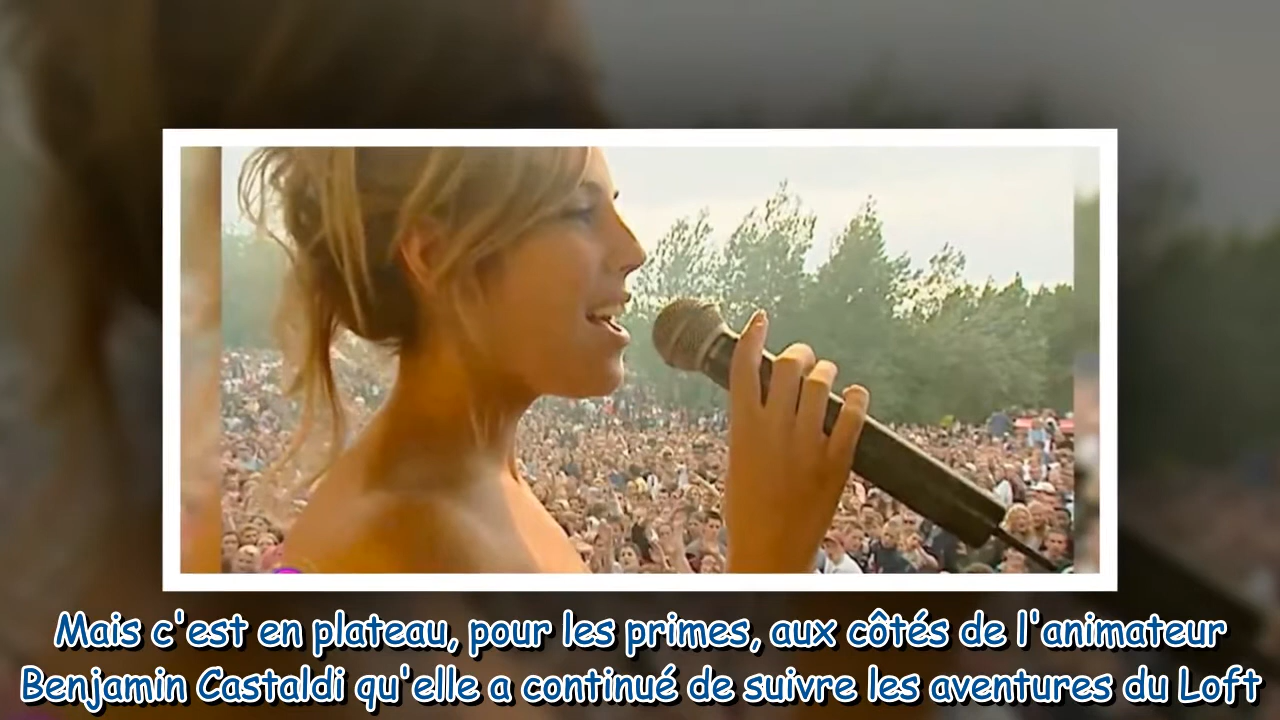 Mais c'est en plateau, pour les primes, aux côtés de l'animateur
Benjamin Castaldi qu'elle a continué de suivre les aventures du Loft